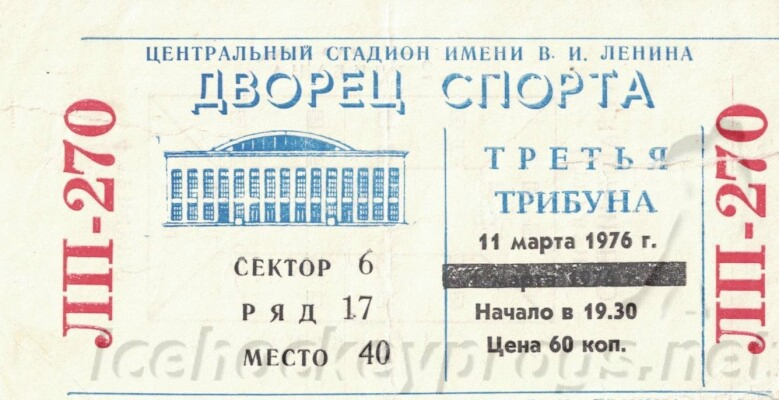 ЦЕНТРАЛЬНЫЙ СТАДИОН ИМЕНИ В. И. ЛЕНИНА
ДВОРЕЦ СПОРТА
ЛП-270
ТРЕТЬЯ
ТРИБУНА
11 марта 1976 г.
Начало в 19.30
Цена 60 коп.
СЕКТОР 6
РЯД 17
МЕСТО 40
ЛП-270
icehockeyprogs.net